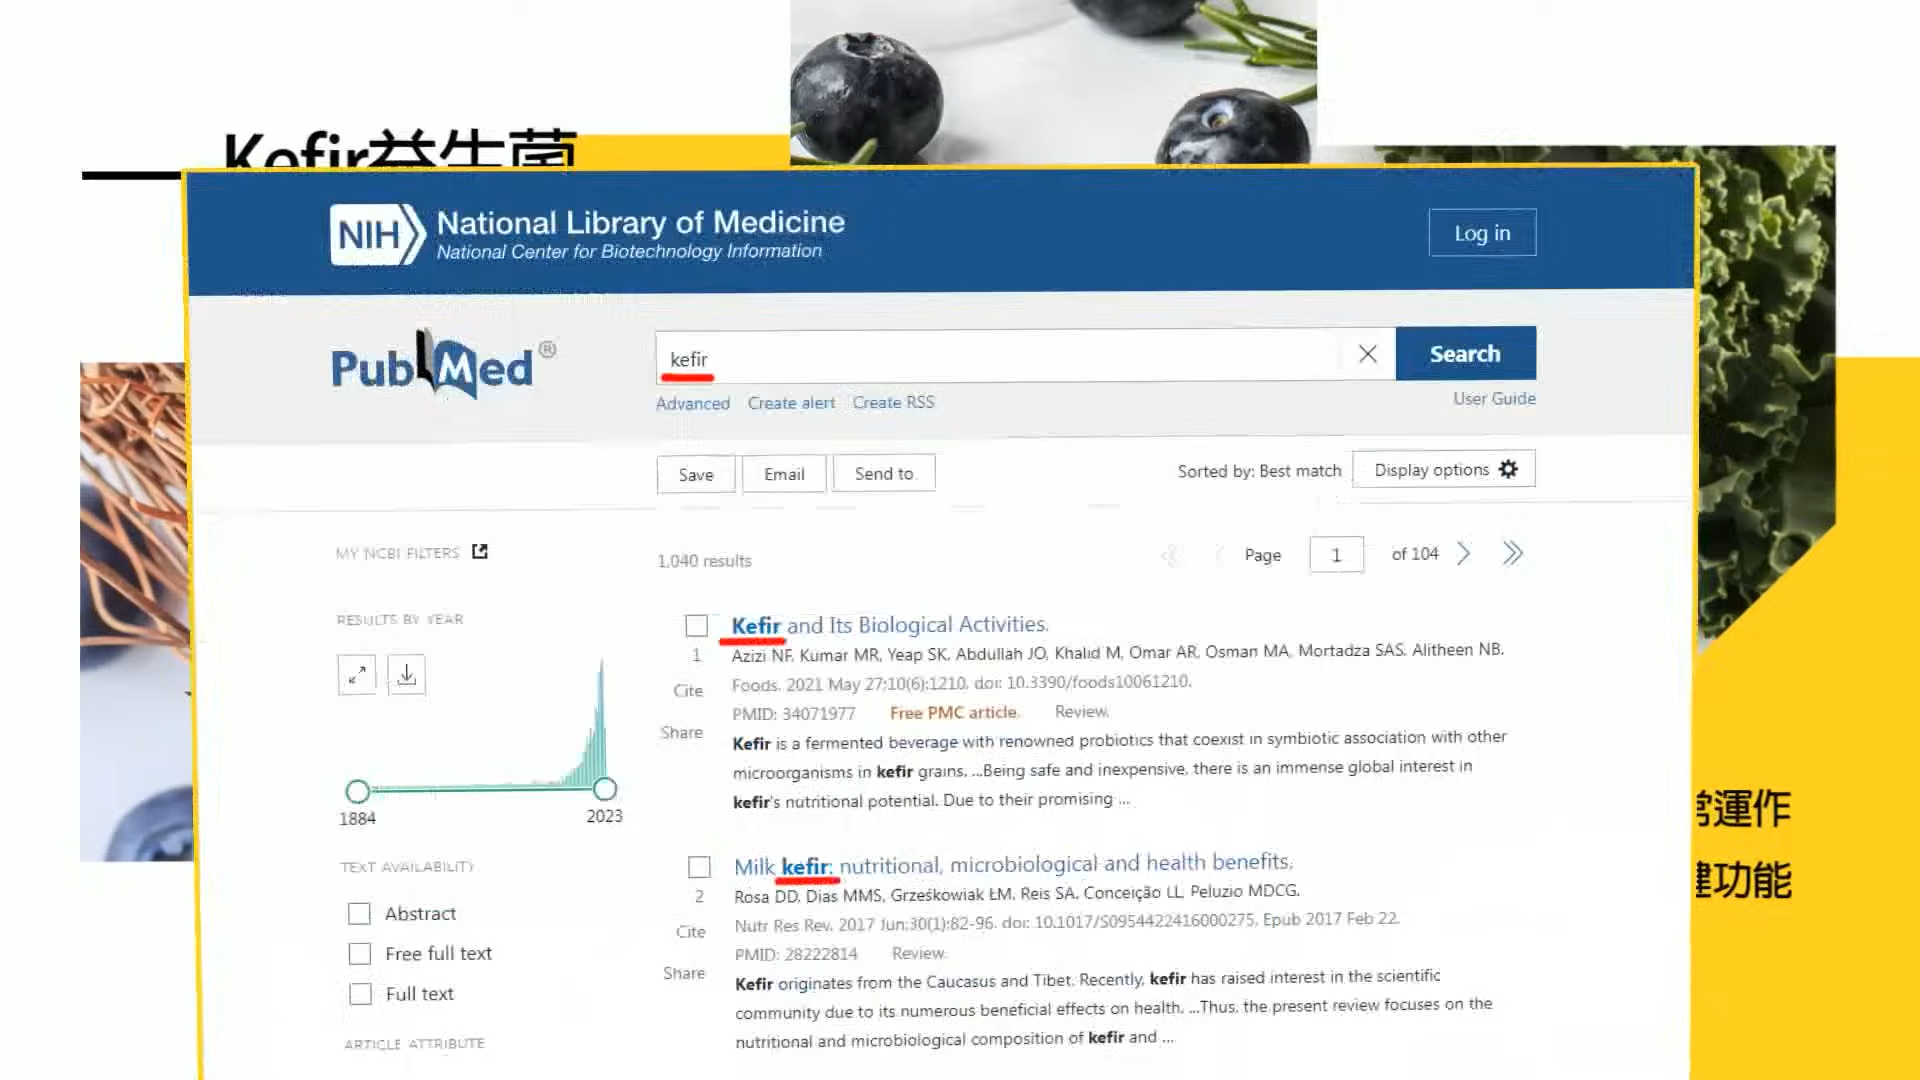 Kefir益生菌
NIH National Library of Medicine
National Center for Biotechnology Information
Log in
PubMed®
kefir
Search
Advanced Create alert Create RSS
User Guide
Save Email Send to
Sorted by: Best match Display options
MY NCBI FILTERS
1,040 results
Page 1 of 104
RESULTS BY YEAR
1884 2023
TEXT AVAILABILITY
Abstract
Free full text
Full text
ARTICLE ATTRIBUTE
Kefir and Its Biological Activities.
1
Azizi NF, Kumar MR, Yeap SK, Abdullah JO, Khalid M, Omar AR, Osman MA, Mortadza SAS, Alitheen NB.
Cite
Foods. 2021 May 27;10(6):1210. doi: 10.3390/foods10061210.
PMID: 34071977 Free PMC article. Review.
Share
Kefir is a fermented beverage with renowned probiotics that coexist in symbiotic association with other
microorganisms in kefir grains. ...Being safe and inexpensive, there is an immense global interest in
kefir's nutritional potential. Due to their promising ...
Milk kefir: nutritional, microbiological and health benefits.
2
Rosa DD, Dias MMS, Grześkowiak ŁM, Reis SA, Conceição LL, Peluzio MDCG.
Cite
Nutr Res Rev. 2017 Jun;30(1):82-96. doi: 10.1017/S0954422416000275. Epub 2017 Feb 22.
PMID: 28222814 Review.
Share
Kefir originates from the Caucasus and Tibet. Recently, kefir has raised interest in the scientific
community due to its numerous beneficial effects on health. ...Thus, the present review focuses on the
nutritional and microbiological composition of kefir and ...
常運作
健功能